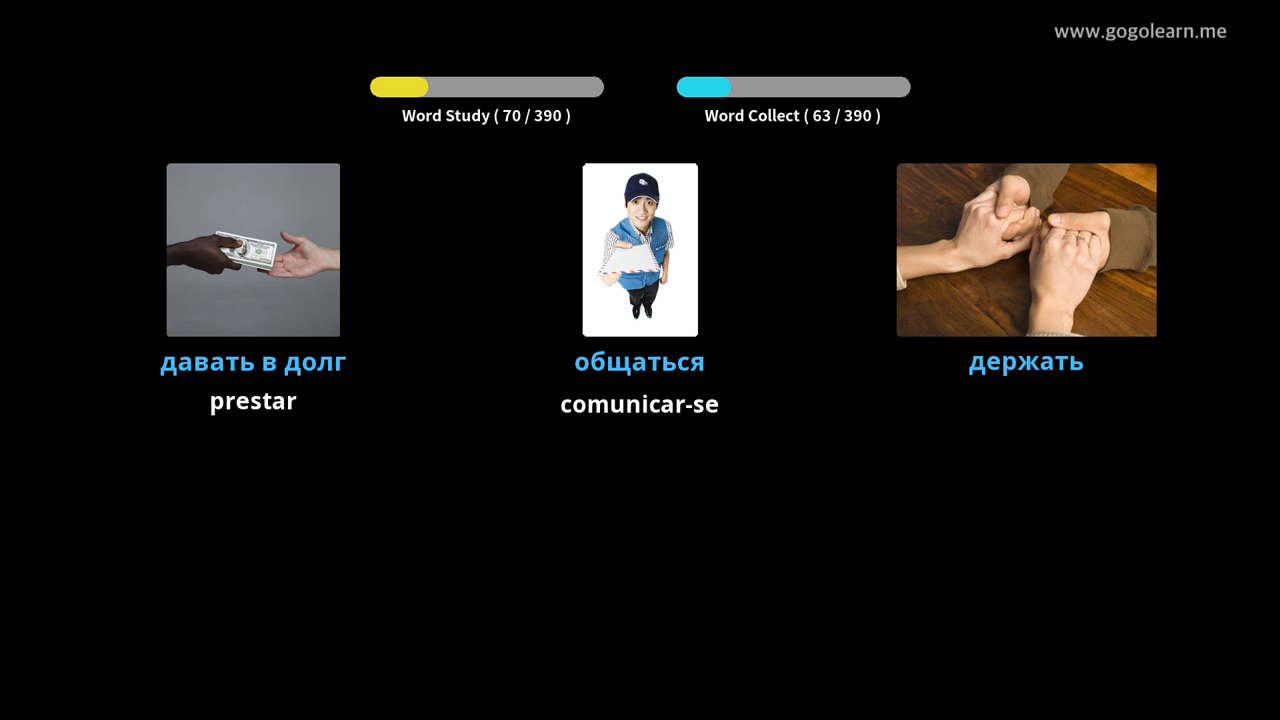 www.gogolearn.me
Word Study ( 70 / 390 )
Word Collect ( 63 / 390 )
давать в долг
общаться
держать
prestar
comunicar-se